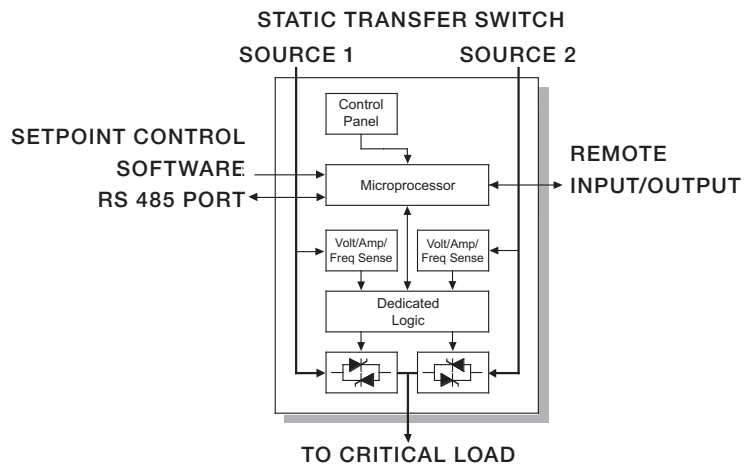 STATIC TRANSFER SWITCH
SOURCE 1
SOURCE 2
Control
Panel
SETPOINT CONTROL
SOFTWARE
RS 485 PORT
Microprocessor
REMOTE
INPUT/OUTPUT
Volt/Amp/
Freq Sense
Volt/Amp/
Freq Sense
Dedicated
Logic
TO CRITICAL LOAD